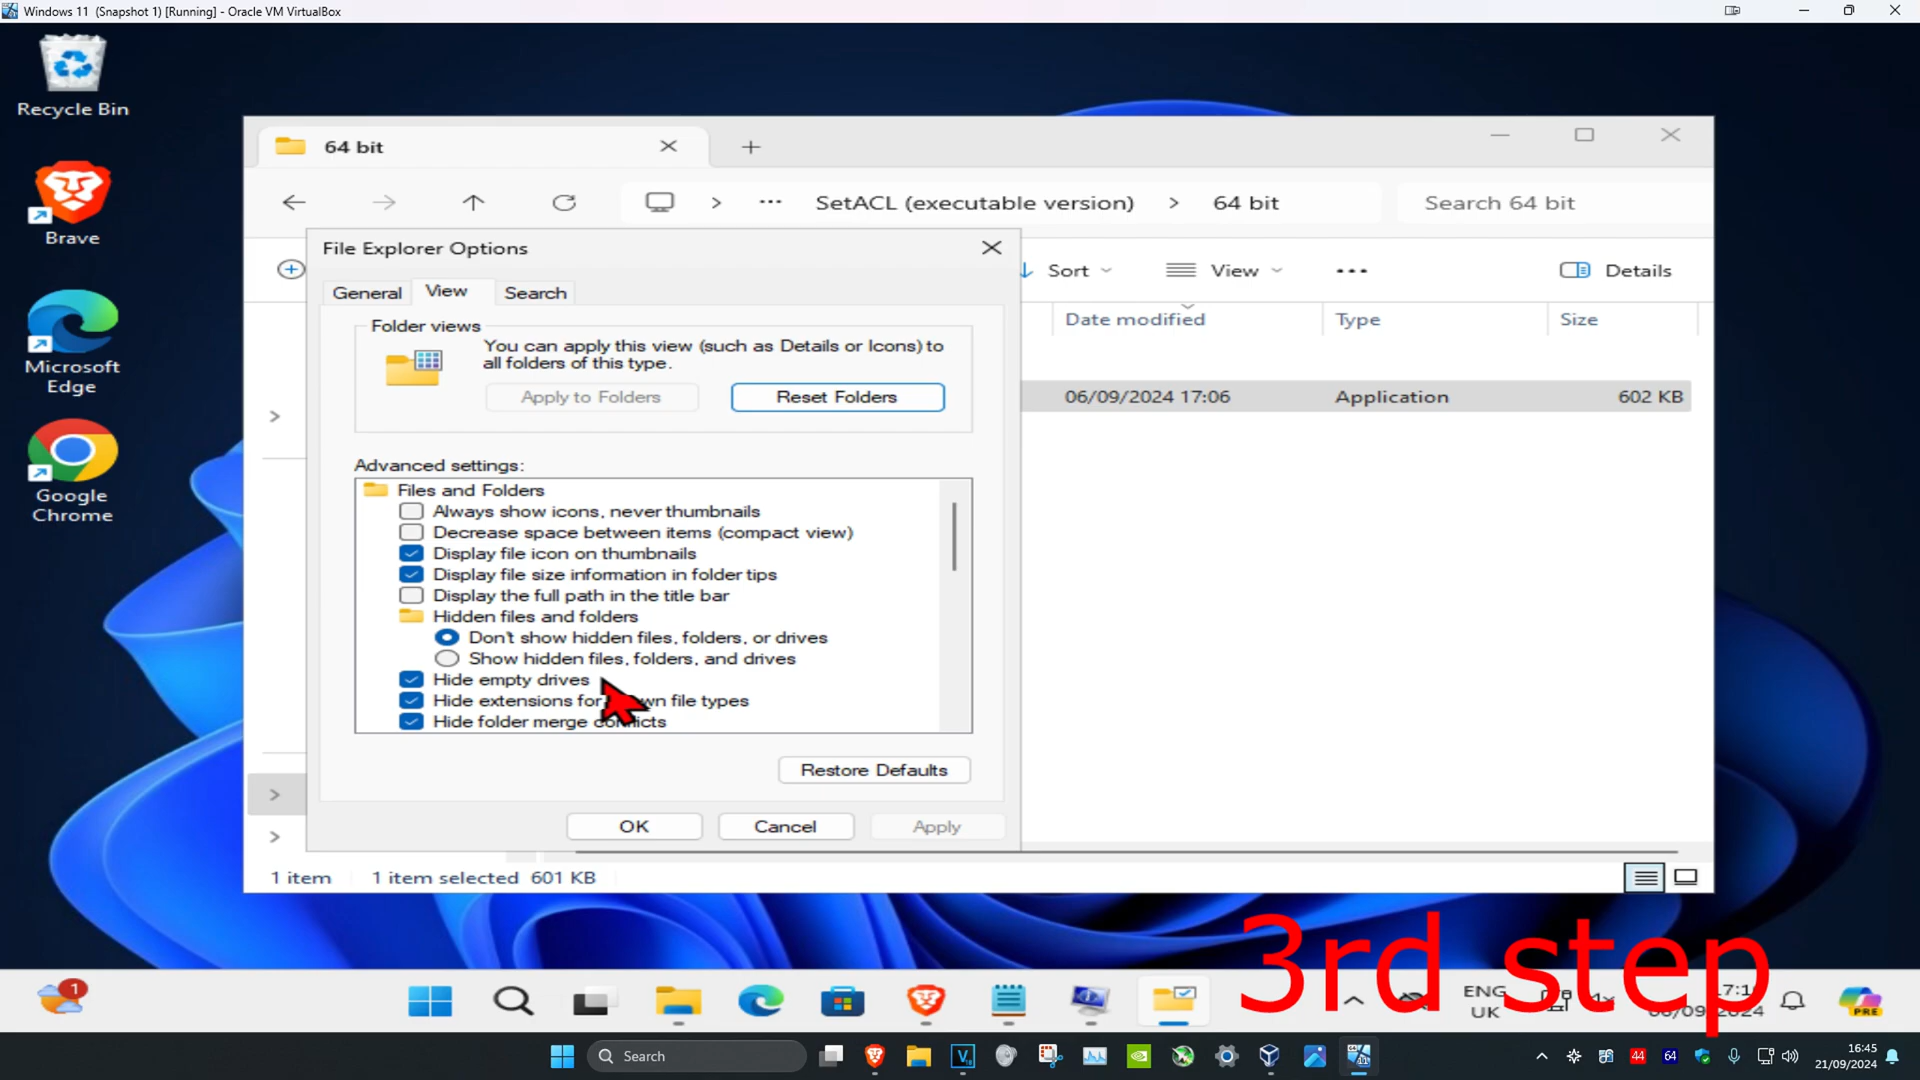 Windows 11 (Snapshot 1) [Running] - Oracle VM VirtualBox
Recycle Bin
Brave
Microsoft
Edge
Google
Chrome
64 bit
SetACL (executable version)
64 bit
Search 64 bit
File Explorer Options
Sort
View
Details
General
View
Search
Date modified
Type
Size
Folder views
You can apply this view (such as Details or Icons) to
all folders of this type.
Apply to Folders
Reset Folders
06/09/2024 17:06
Application
602 KB
Advanced settings:
Files and Folders
Always show icons, never thumbnails
Decrease space between items (compact view)
Display file icon on thumbnails
Display file size information in folder tips
Display the full path in the title bar
Hidden files and folders
Don't show hidden files, folders, or drives
Show hidden files, folders, and drives
Hide empty drives
Hide extensions for file types
Hide folder merge
Restore Defaults
OK
Cancel
Apply
1 item
1 item selected 601 KB
3rd step
1
ENG
UK
PRE
Search
44
64
16:45
21/09/2024